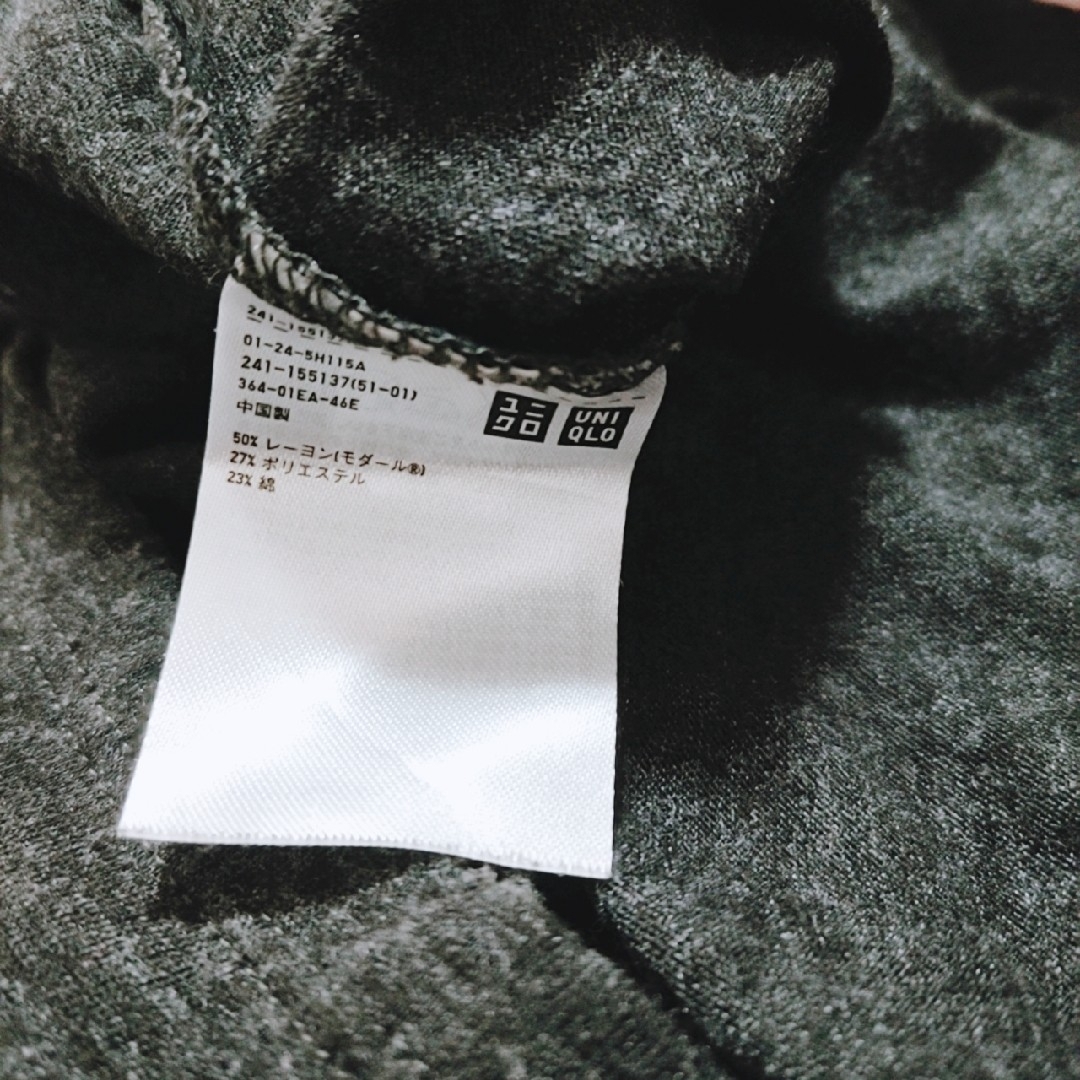 01-24-5H115A
241-155137(51-01)
364-01EA-46E
中国製
ユニ
クロ
UNI
QLO
50% レーヨン(モダール®)
27% ポリエステル
23% 綿